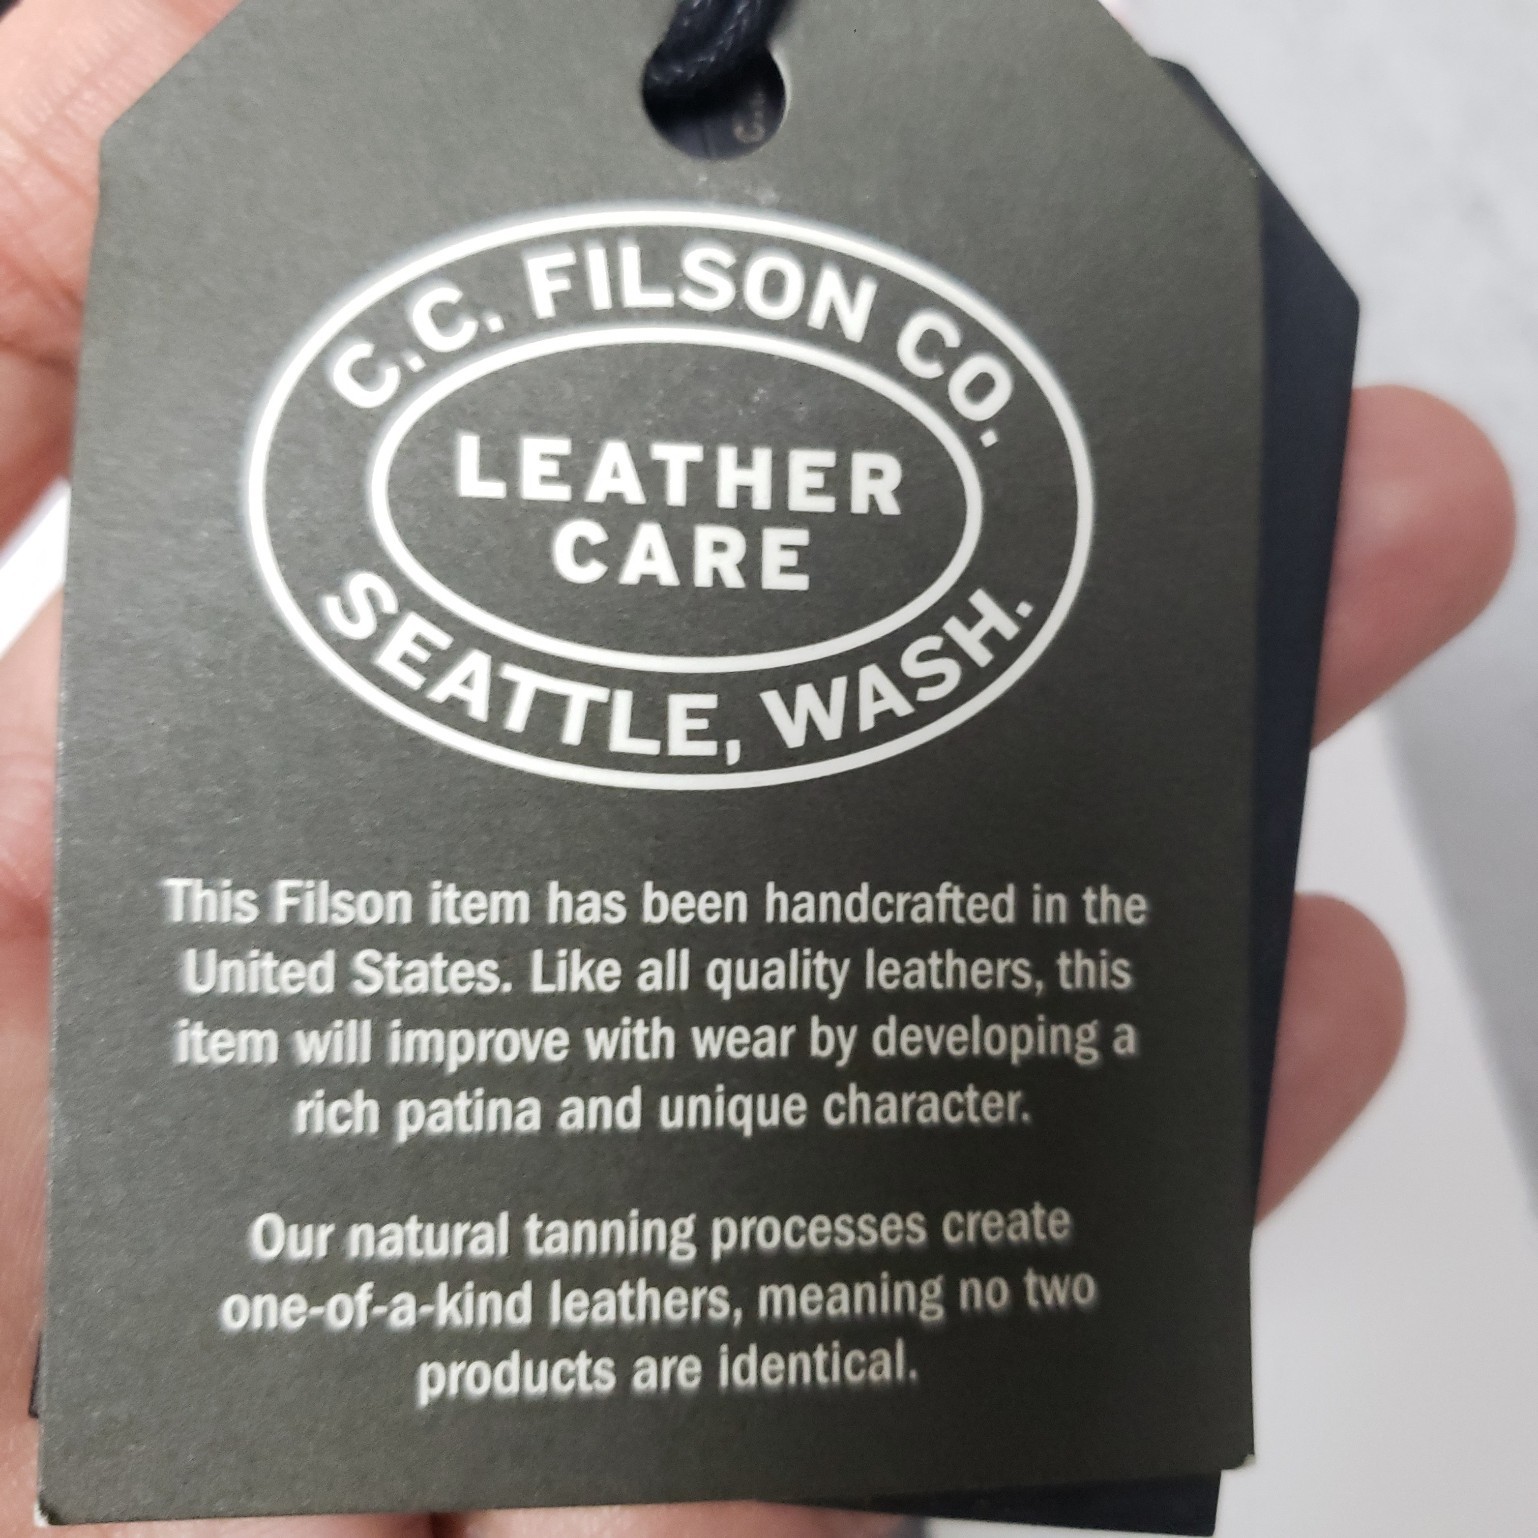 C.C. FILSON CO.
LEATHER
CARE
SEATTLE, WASH.
This Filson item has been handcrafted in the
United States. Like all quality leathers, this
item will improve with wear by developing a
rich patina and unique character.
Our natural tanning processes create
one-of-a-kind leathers, meaning no two
products are identical.